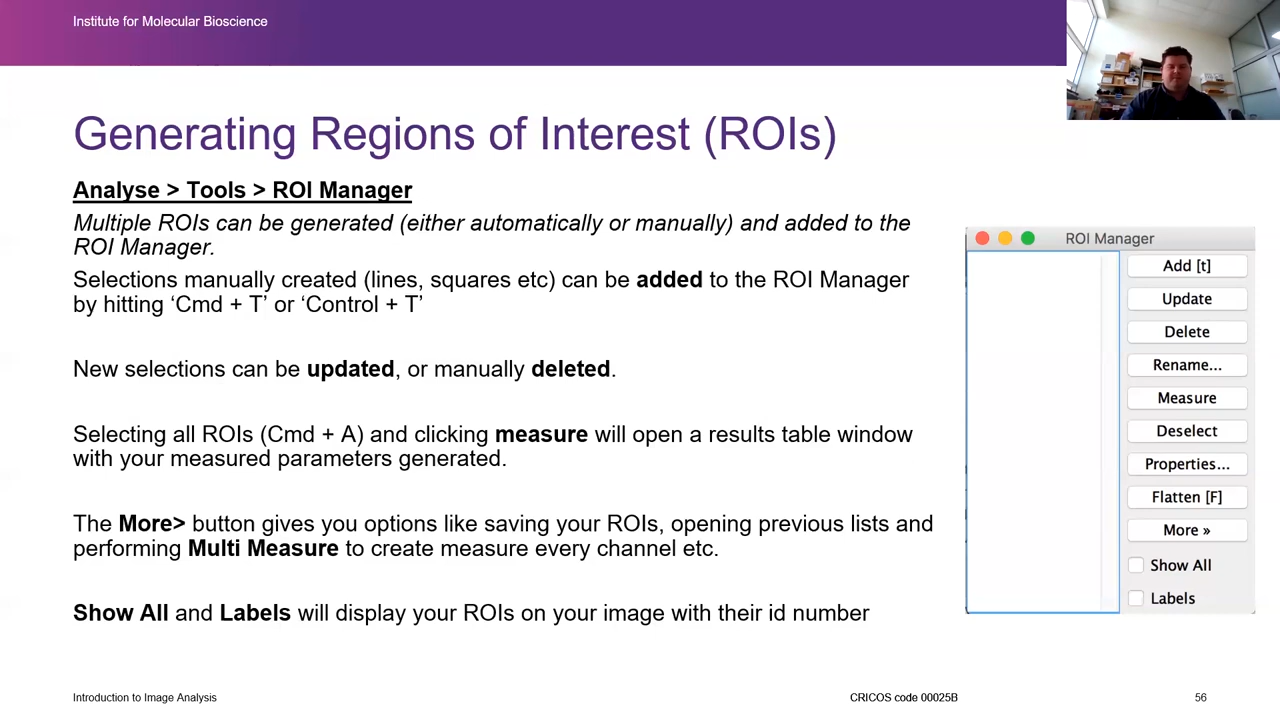 Institute for Molecular Bioscience
Generating Regions of Interest (ROIs)
Analyse > Tools > ROI Manager
Multiple ROIs can be generated (either automatically or manually) and added to the
ROI Manager.
Selections manually created (lines, squares etc) can be added to the ROI Manager
by hitting ‘Cmd + T’ or ‘Control + T’
New selections can be updated, or manually deleted.
Selecting all ROIs (Cmd + A) and clicking measure will open a results table window
with your measured parameters generated.
The More> button gives you options like saving your ROIs, opening previous lists and
performing Multi Measure to create measure every channel etc.
Show All and Labels will display your ROIs on your image with their id number
ROI Manager
Add [t]
Update
Delete
Rename...
Measure
Deselect
Properties...
Flatten [F]
More »
Show All
Labels
Introduction to Image Analysis
CRICOS code 00025B
56